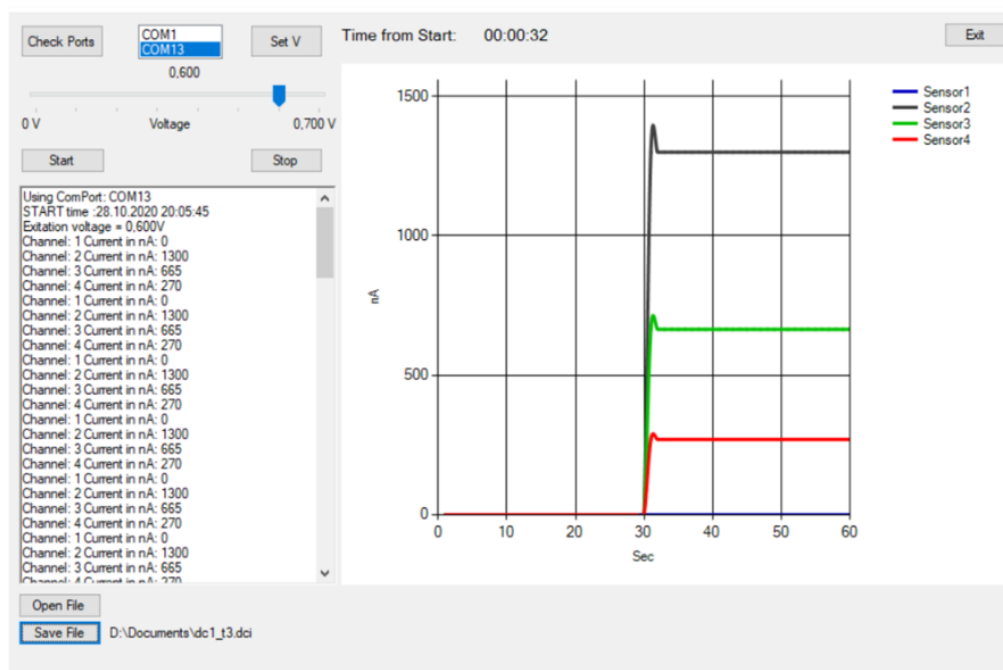 Check Ports
COM1
COM13
Set V
Time from Start: 00:00:32
Exit
0,600
0 V
Voltage
0,700 V
Start
Stop
Using ComPort: COM13
START time :28.10.2020 20:05:45
Exitation voltage = 0,600V
Channel: 1 Current in nA: 0
Channel: 2 Current in nA: 1300
Channel: 3 Current in nA: 665
Channel: 4 Current in nA: 270
Channel: 1 Current in nA: 0
Channel: 2 Current in nA: 1300
Channel: 3 Current in nA: 665
Channel: 4 Current in nA: 270
Channel: 1 Current in nA: 0
Channel: 2 Current in nA: 1300
Channel: 3 Current in nA: 665
Channel: 4 Current in nA: 270
Channel: 1 Current in nA: 0
Channel: 2 Current in nA: 1300
Channel: 3 Current in nA: 665
Channel: 4 Current in nA: 270
Channel: 1 Current in nA: 0
Channel: 2 Current in nA: 1300
Channel: 3 Current in nA: 665
Channel: 4 Current in nA: 270
Channel: 1 Current in nA: 0
Channel: 2 Current in nA: 1300
Channel: 3 Current in nA: 665
Channel: 4 Current in nA: 270
1500
1000
500
0
nA
0 10 20 30 40 50 60
Sec
Sensor1
Sensor2
Sensor3
Sensor4
Open File
Save File
D:\Documents\dc1_t3.dci